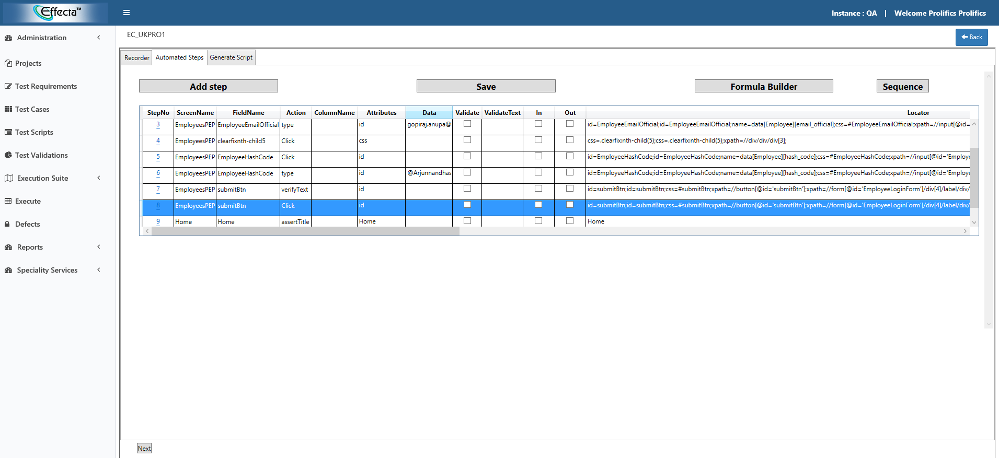 Effecta™
Instance : QA | Welcome Prolifics Prolifics
Administration
Projects
Test Requirements
Test Cases
Test Scripts
Test Validations
Execution Suite
Execute
Defects
Reports
Speciality Services
EC_UKPRO1
Back
Recorder Automated Steps Generate Script
Add step Save Formula Builder Sequence
StepNo ScreenName FieldName Action ColumnName Attributes Data Validate ValidateText In Out Locator
3 EmployeesPEP EmployeeEmailOfficial type id gopiraj.anupa@ id=EmployeeEmailOfficial;id=EmployeeEmailOfficial;name=data[Employee][email_official];css=#EmployeeEmailOfficial;xpath=//input[@id=
4 EmployeesPEP clearfixnth-child5 Click css css=.clearfix:nth-child(5);css=.clearfix:nth-child(5);xpath=//div/div/div[3];
5 EmployeesPEP EmployeeHashCode Click id id=EmployeeHashCode;id=EmployeeHashCode;name=data[Employee][hash_code];css=#EmployeeHashCode;xpath=//input[@id='Employe
6 EmployeesPEP EmployeeHashCode type id @Arjunnandhas id=EmployeeHashCode;id=EmployeeHashCode;name=data[Employee][hash_code];css=#EmployeeHashCode;xpath=//input[@id='Employe
7 EmployeesPEP submitBtn verifyText id id=submitBtn;id=submitBtn;css=#submitBtn;xpath=//button[@id='submitBtn'];xpath=//form[@id='EmployeeLoginForm']/div[4]/label/div/
8 EmployeesPEP submitBtn Click id id=submitBtn;id=submitBtn;css=#submitBtn;xpath=//button[@id='submitBtn'];xpath=//form[@id='EmployeeLoginForm']/div[4]/label/div/
9 Home Home assertTitle Home Home
Next